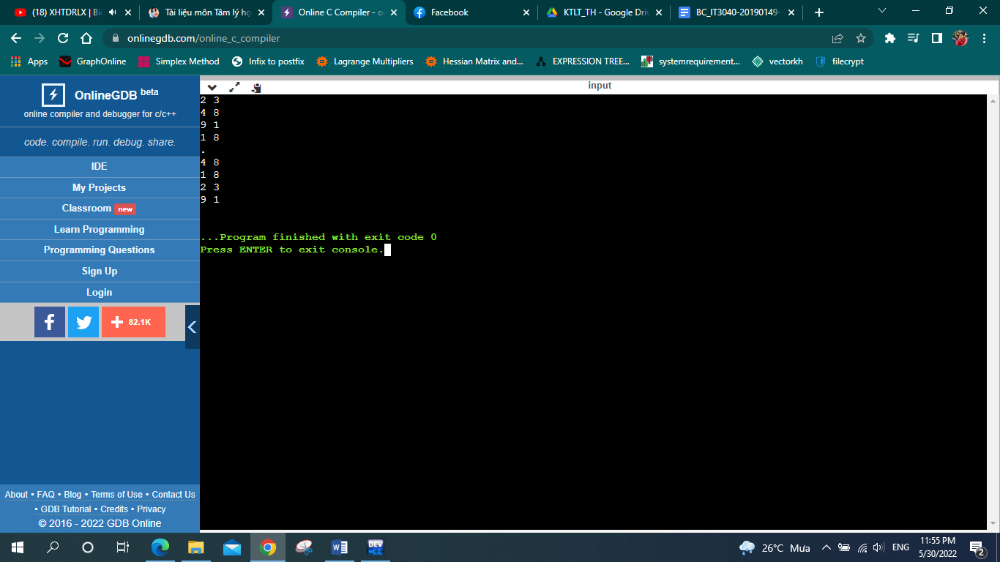 (18) XHTDRLX | Bi
Tài liệu môn Tâm lý họ
Online C Compiler - o
Facebook
KTLT_TH - Google Driv
BC_IT3040-20190149-
onlinegdb.com/online_c_compiler
Apps
GraphOnline
Simplex Method
Infix to postfix
Lagrange Multipliers
Hessian Matrix and...
EXPRESSION TREE...
systemrequirement...
vectorkh
filecrypt
OnlineGDB beta
online compiler and debugger for c/c++
code. compile. run. debug. share.
IDE
My Projects
Classroom new
Learn Programming
Programming Questions
Sign Up
Login
82.1K
About • FAQ • Blog • Terms of Use • Contact Us
• GDB Tutorial • Credits • Privacy
© 2016 - 2022 GDB Online
input
2 3
4 8
9 1
1 8
.
4 8
1 8
2 3
9 1
...Program finished with exit code 0
Press ENTER to exit console.
DEV
26°C Mưa
ENG
11:55 PM
5/30/2022
2